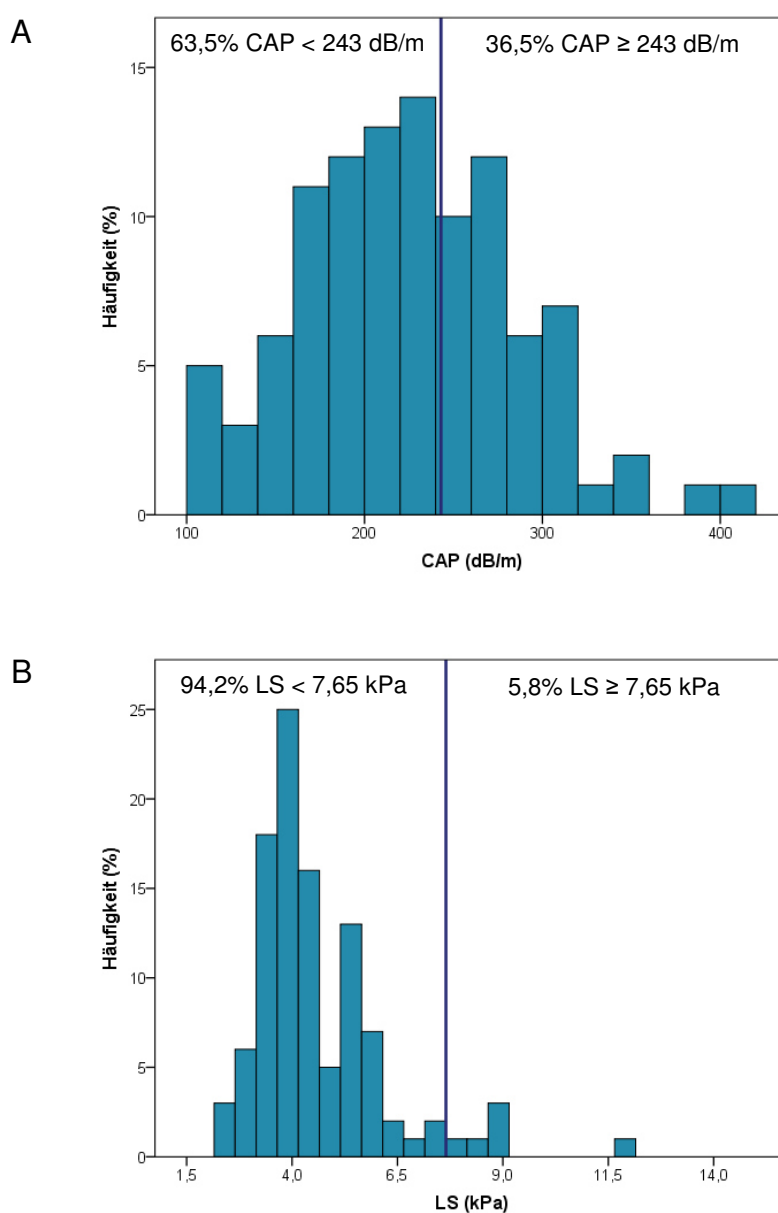 A
63,5% CAP < 243 dB/m
36,5% CAP ≥ 243 dB/m
15
10
5
0
Häufigkeit (%)
100
200
300
400
CAP (dB/m)
B
94,2% LS < 7,65 kPa
5,8% LS ≥ 7,65 kPa
25
20
15
10
5
0
Häufigkeit (%)
1,5
4,0
6,5
9,0
11,5
14,0
LS (kPa)